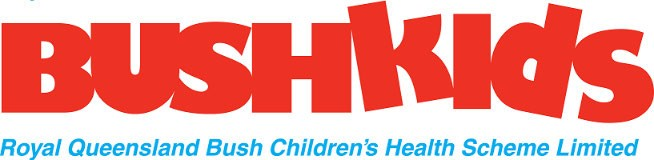 BUSHKIDS
Royal Queensland Bush Children's Health Scheme Limited